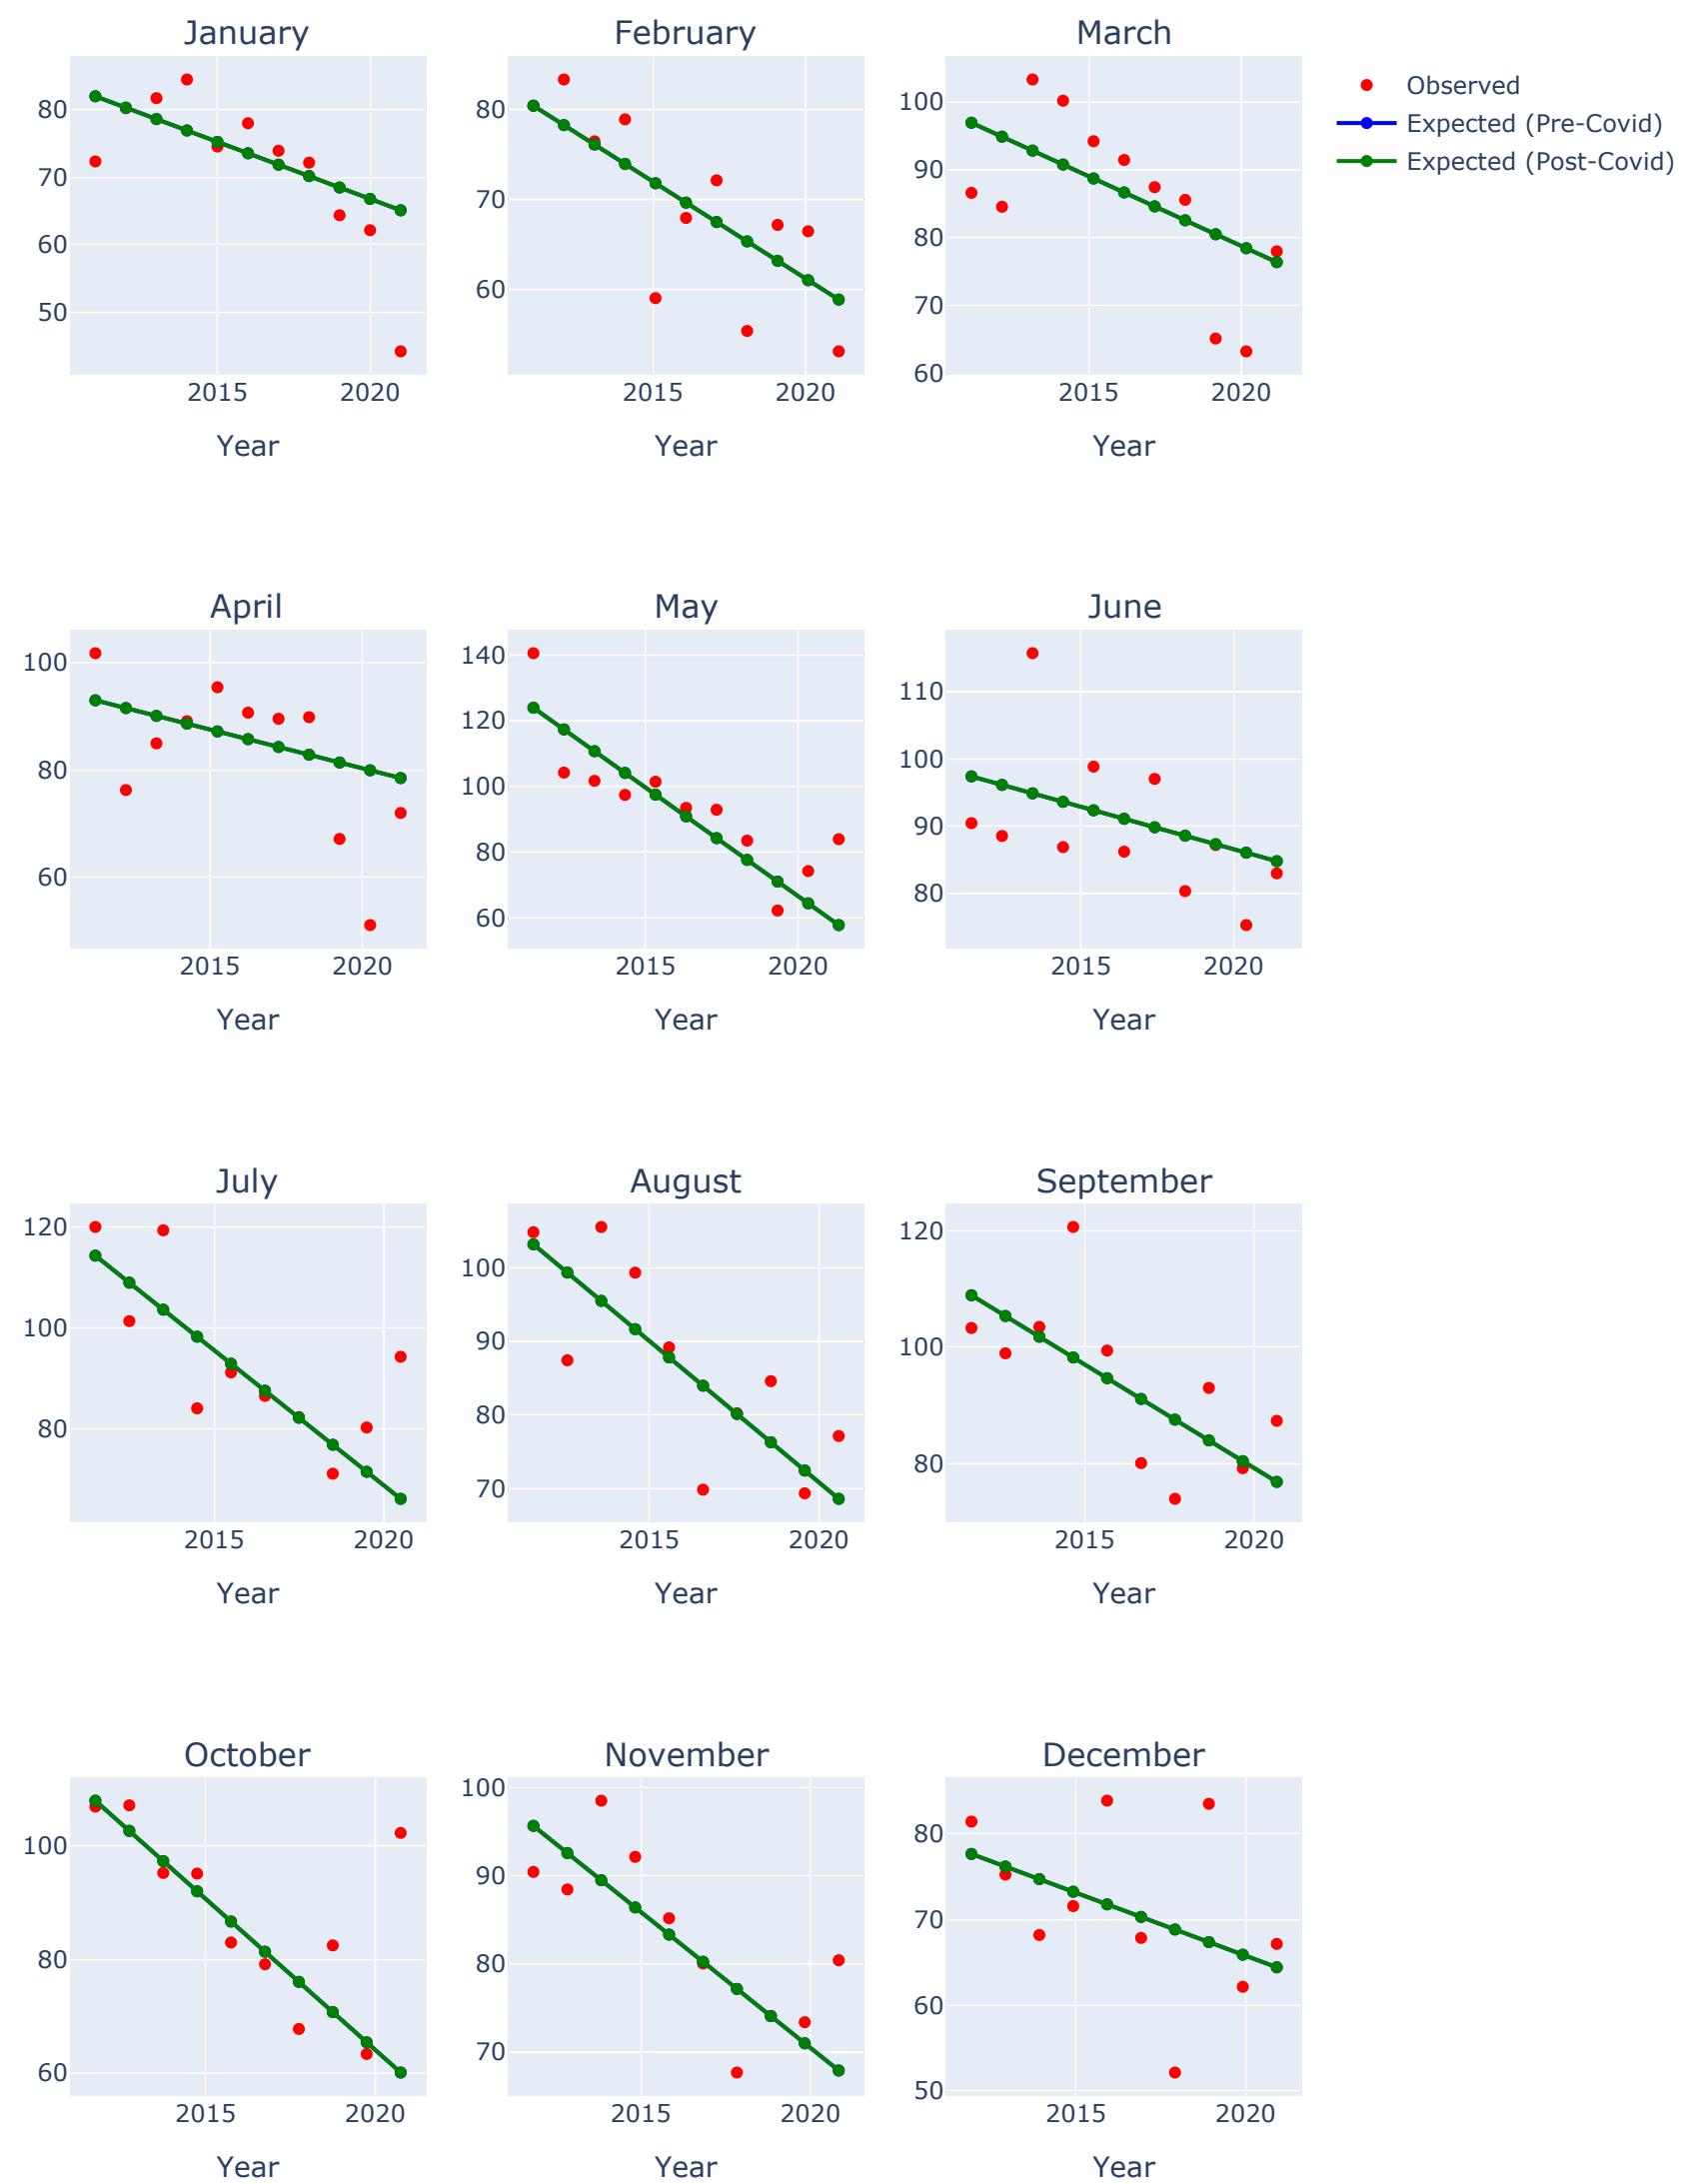 January
February
March
80
70
60
50
80
70
60
100
90
80
70
60
Observed
Expected (Pre-Covid)
Expected (Post-Covid)
2015 2020
2015 2020
2015 2020
Year
Year
Year
April
May
June
100
80
60
140
120
100
80
60
110
100
90
80
2015 2020
2015 2020
2015 2020
Year
Year
Year
July
August
September
120
100
80
100
90
80
70
120
100
80
2015 2020
2015 2020
2015 2020
Year
Year
Year
October
November
December
100
80
60
100
90
80
70
80
70
60
50
2015 2020
2015 2020
2015 2020
Year
Year
Year